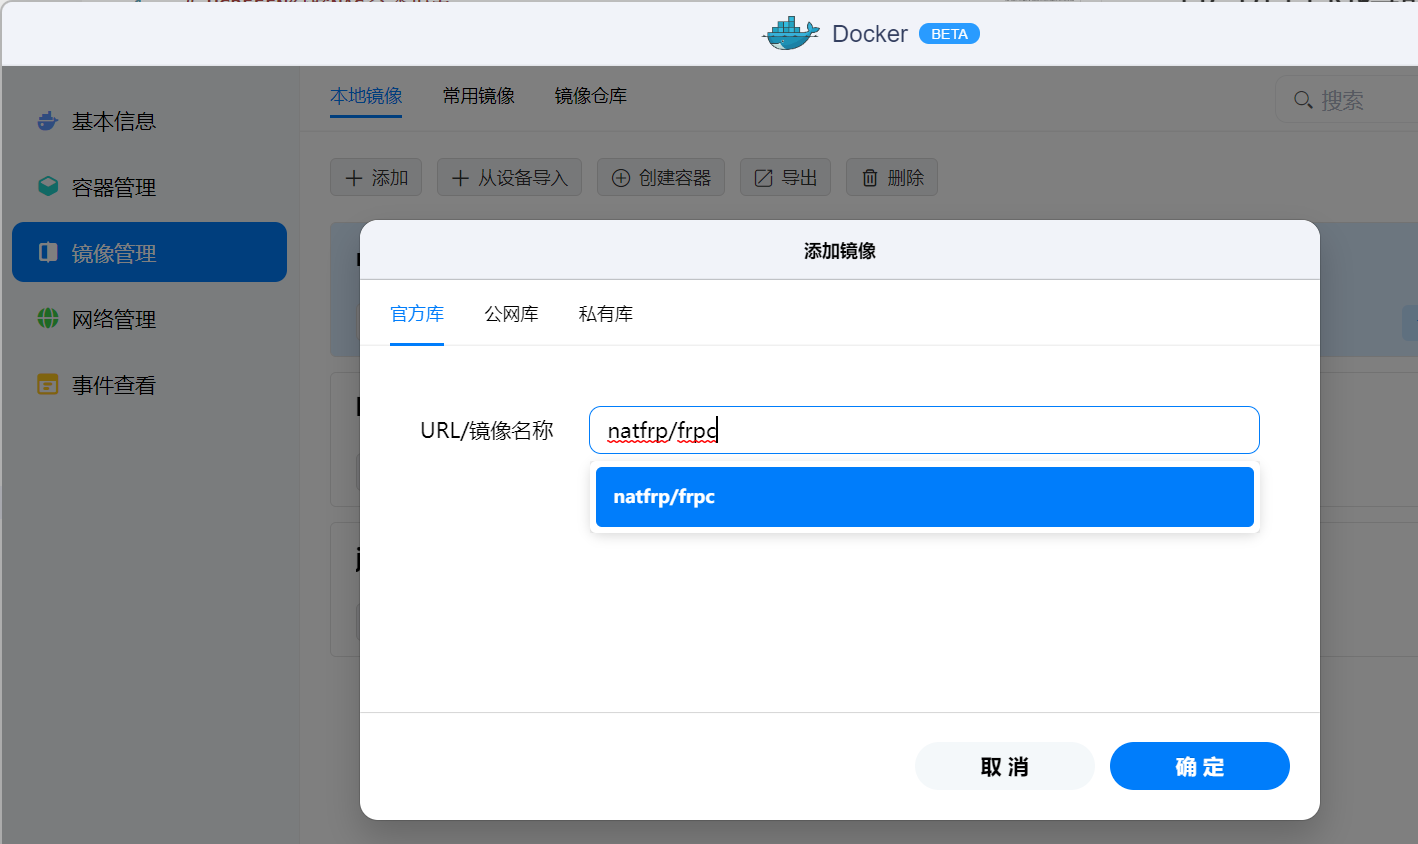 Docker BETA
基本信息
容器管理
镜像管理
网络管理
事件查看
本地镜像 常用镜像 镜像仓库
搜索
添加 从设备导入 创建容器 导出 删除
添加镜像
官方库 公网库 私有库
URL/镜像名称 natfrp/frpc
natfrp/frpc
取消 确定